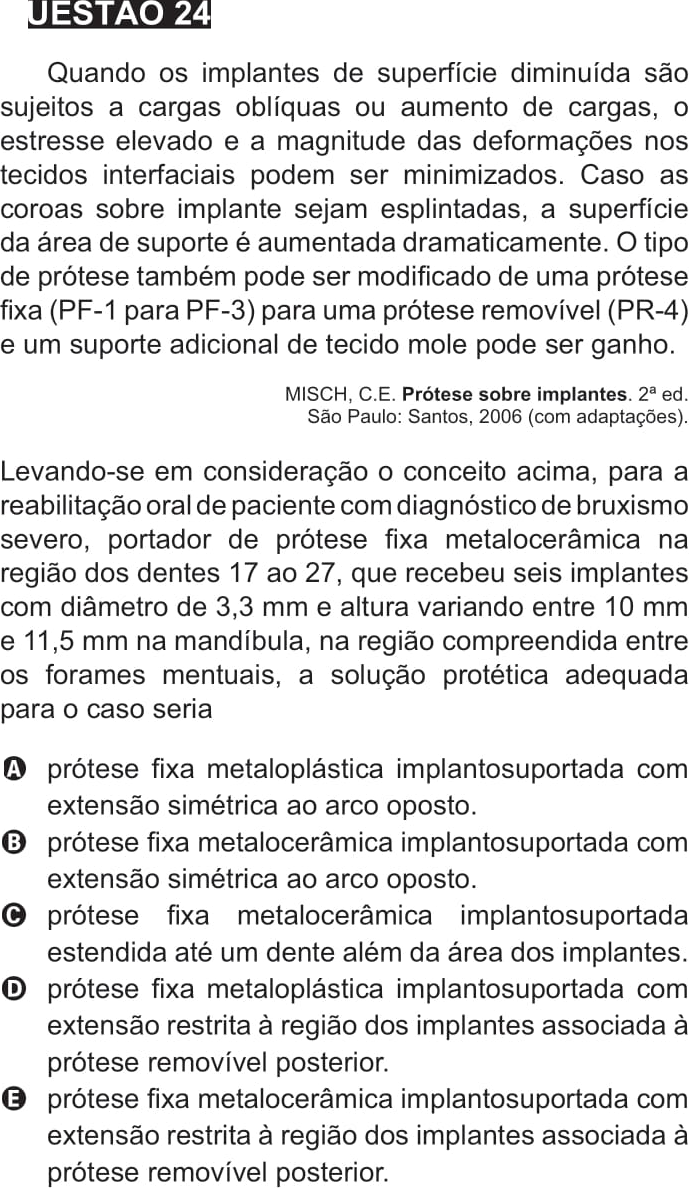 UESTÃO 24
Quando os implantes de superfície diminuída são
sujeitos a cargas oblíquas ou aumento de cargas, o
estresse elevado e a magnitude das deformações nos
tecidos interfaciais podem ser minimizados. Caso as
coroas sobre implante sejam esplintadas, a superfície
da área de suporte é aumentada dramaticamente. O tipo
de prótese também pode ser modificado de uma prótese
fixa (PF-1 para PF-3) para uma prótese removível (PR-4)
e um suporte adicional de tecido mole pode ser ganho.
MISCH, C.E. Prótese sobre implantes. 2ª ed.
São Paulo: Santos, 2006 (com adaptações).
Levando-se em consideração o conceito acima, para a
reabilitação oral de paciente com diagnóstico de bruxismo
severo, portador de prótese fixa metalocerâmica na
região dos dentes 17 ao 27, que recebeu seis implantes
com diâmetro de 3,3 mm e altura variando entre 10 mm
e 11,5 mm na mandíbula, na região compreendida entre
os forames mentuais, a solução protética adequada
para o caso seria
A prótese fixa metaloplástica implantosuportada com
extensão simétrica ao arco oposto.
B prótese fixa metalocerâmica implantosuportada com
extensão simétrica ao arco oposto.
C prótese fixa metalocerâmica implantosuportada
estendida até um dente além da área dos implantes.
D prótese fixa metaloplástica implantosuportada com
extensão restrita à região dos implantes associada à
prótese removível posterior.
E prótese fixa metalocerâmica implantosuportada com
extensão restrita à região dos implantes associada à
prótese removível posterior.